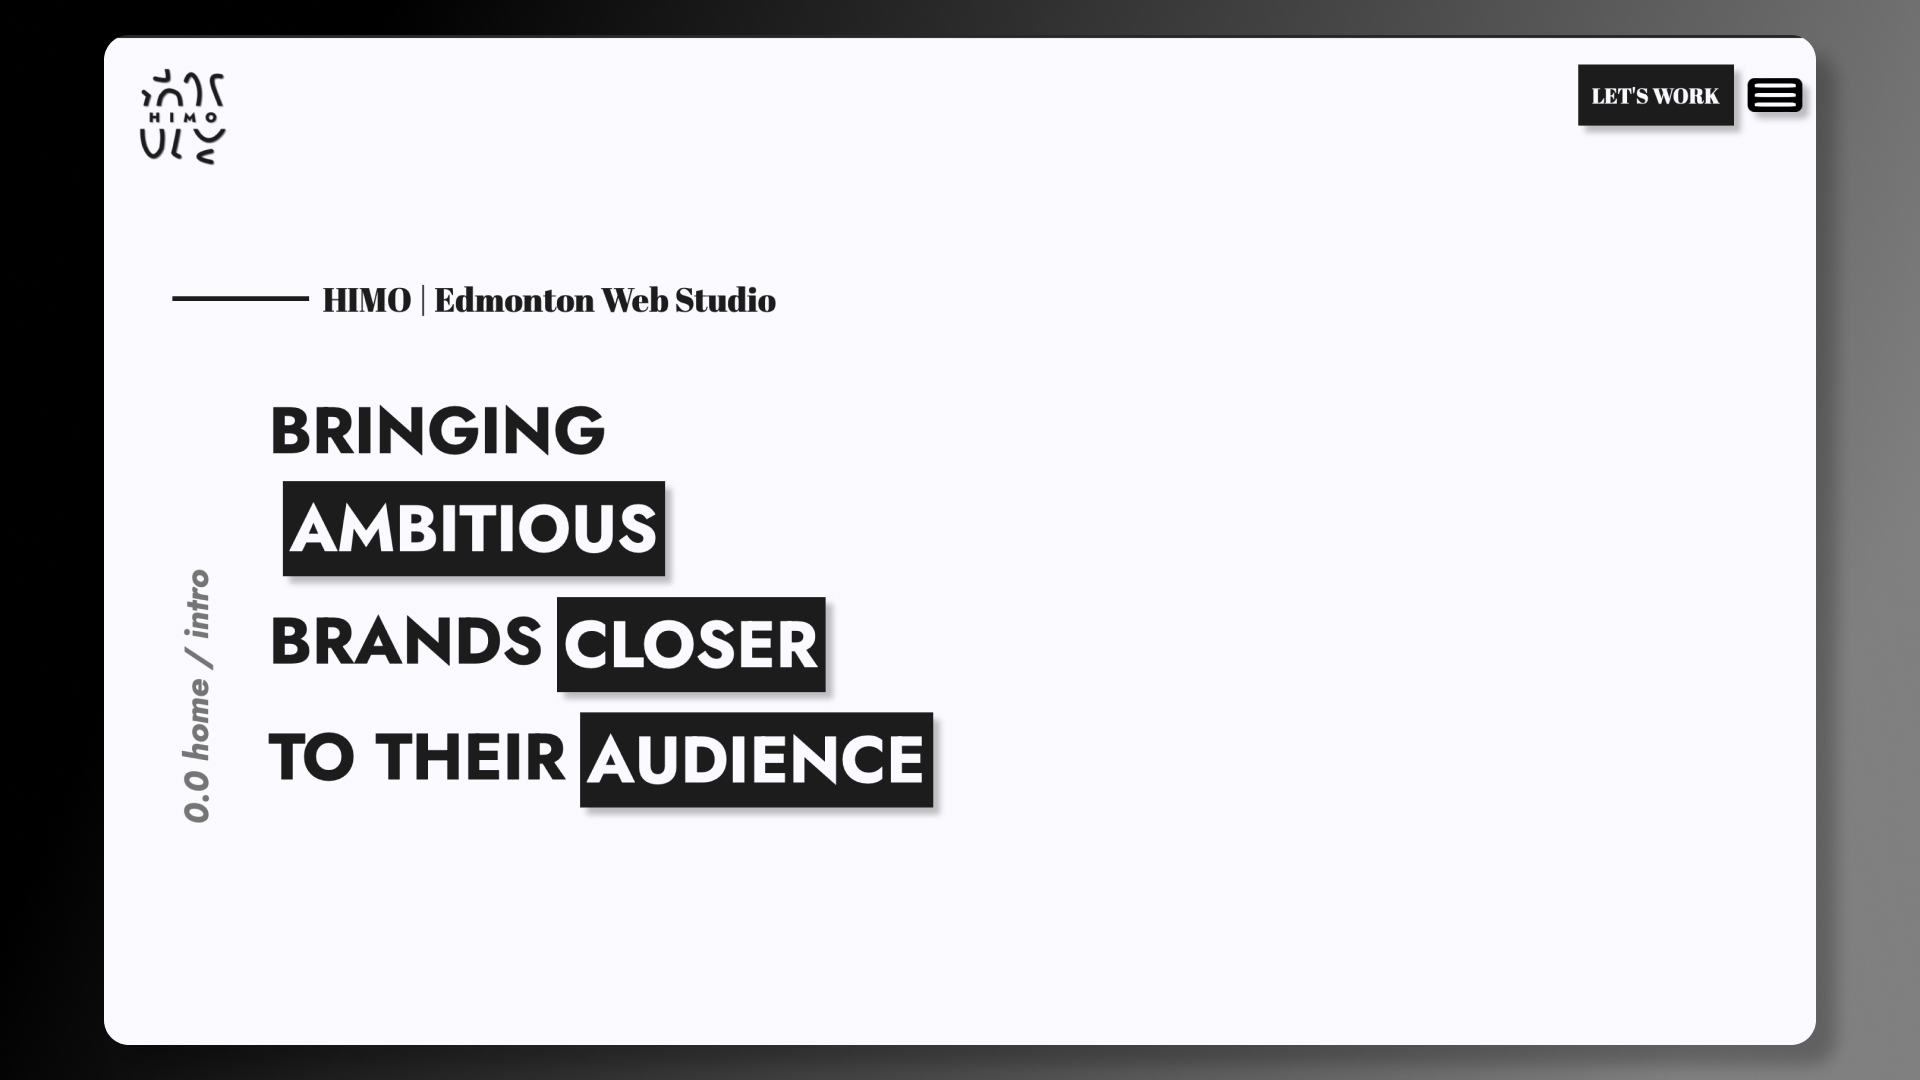 HIMO
LET'S WORK
HIMO | Edmonton Web Studio
BRINGING
AMBITIOUS
BRANDS CLOSER
TO THEIR AUDIENCE
0.0 home / intro